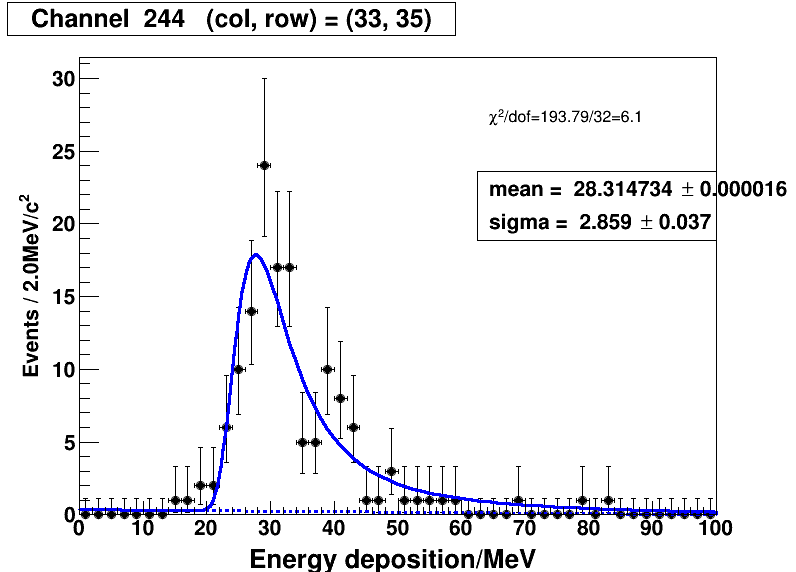 Channel 244 (col, row) = (33, 35)
χ²/dof=193.79/32=6.1
mean = 28.314734 ± 0.000016
sigma = 2.859 ± 0.037
Events / 2.0MeV/c²
30
25
20
15
10
5
0
0 10 20 30 40 50 60 70 80 90 100
Energy deposition/MeV